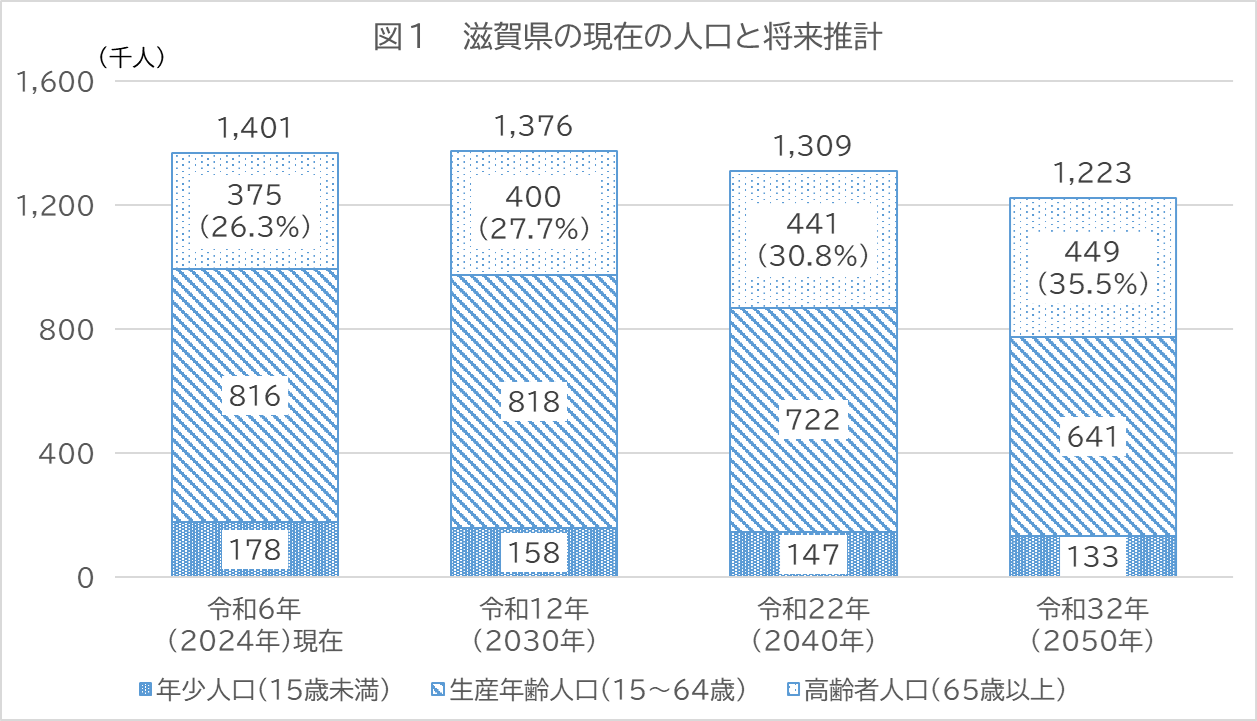 図１　滋賀県の現在の人口と将来推計
(千人)
1,600
1,200
800
400
0
1,401
375
(26.3%)
816
178
1,376
400
(27.7%)
818
158
1,309
441
(30.8%)
722
147
1,223
449
(35.5%)
641
133
令和6年
(2024年)現在
令和12年
(2030年)
令和22年
(2040年)
令和32年
(2050年)
年少人口(15歳未満)
生産年齢人口(15～64歳)
高齢者人口(65歳以上)